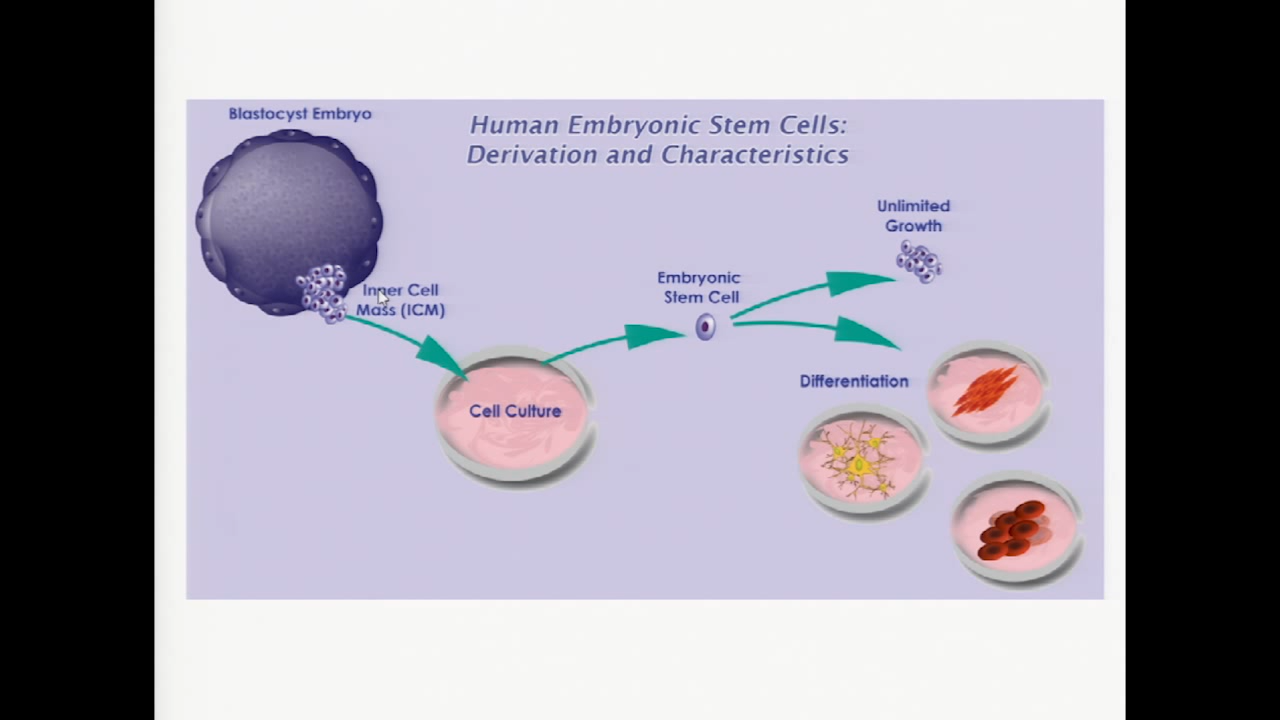 Blastocyst Embryo
Human Embryonic Stem Cells:
Derivation and Characteristics
Unlimited
Growth
Embryonic
Stem Cell
Inner Cell
Mass (ICM)
Differentiation
Cell Culture